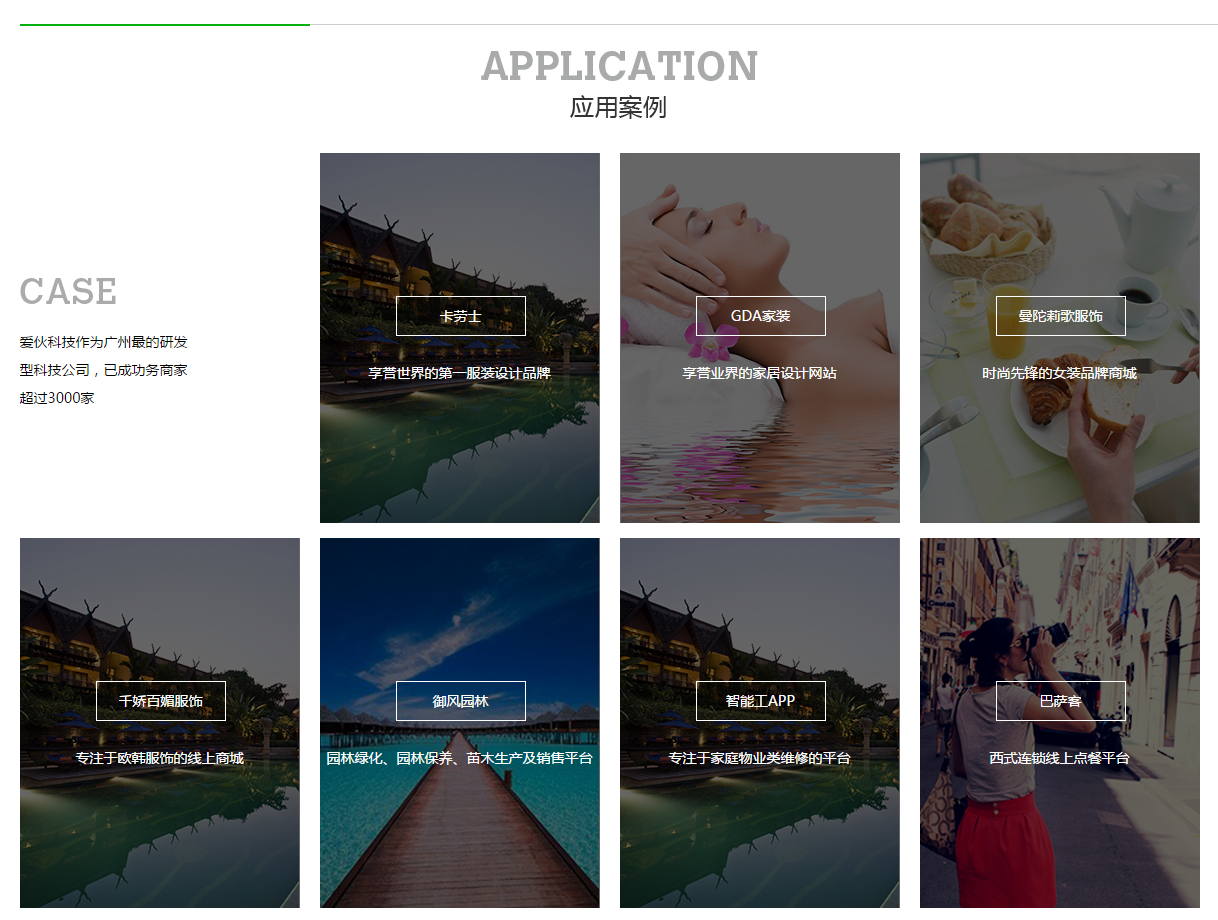 APPLICATION
应用案例
CASE
爱伙科技作为广州最的研发
型科技公司，已成功务商家
超过3000家
卡劳士
享誉世界的第一服装设计品牌
GDA家装
享誉业界的家居设计网站
曼陀莉歌服饰
时尚先锋的女装品牌商城
千娇百媚服饰
专注于欧韩服饰的线上商城
御风园林
园林绿化、园林保养、苗木生产及销售平台
智能工APP
专注于家庭物业类维修的平台
巴萨客
西式连锁线上点餐平台